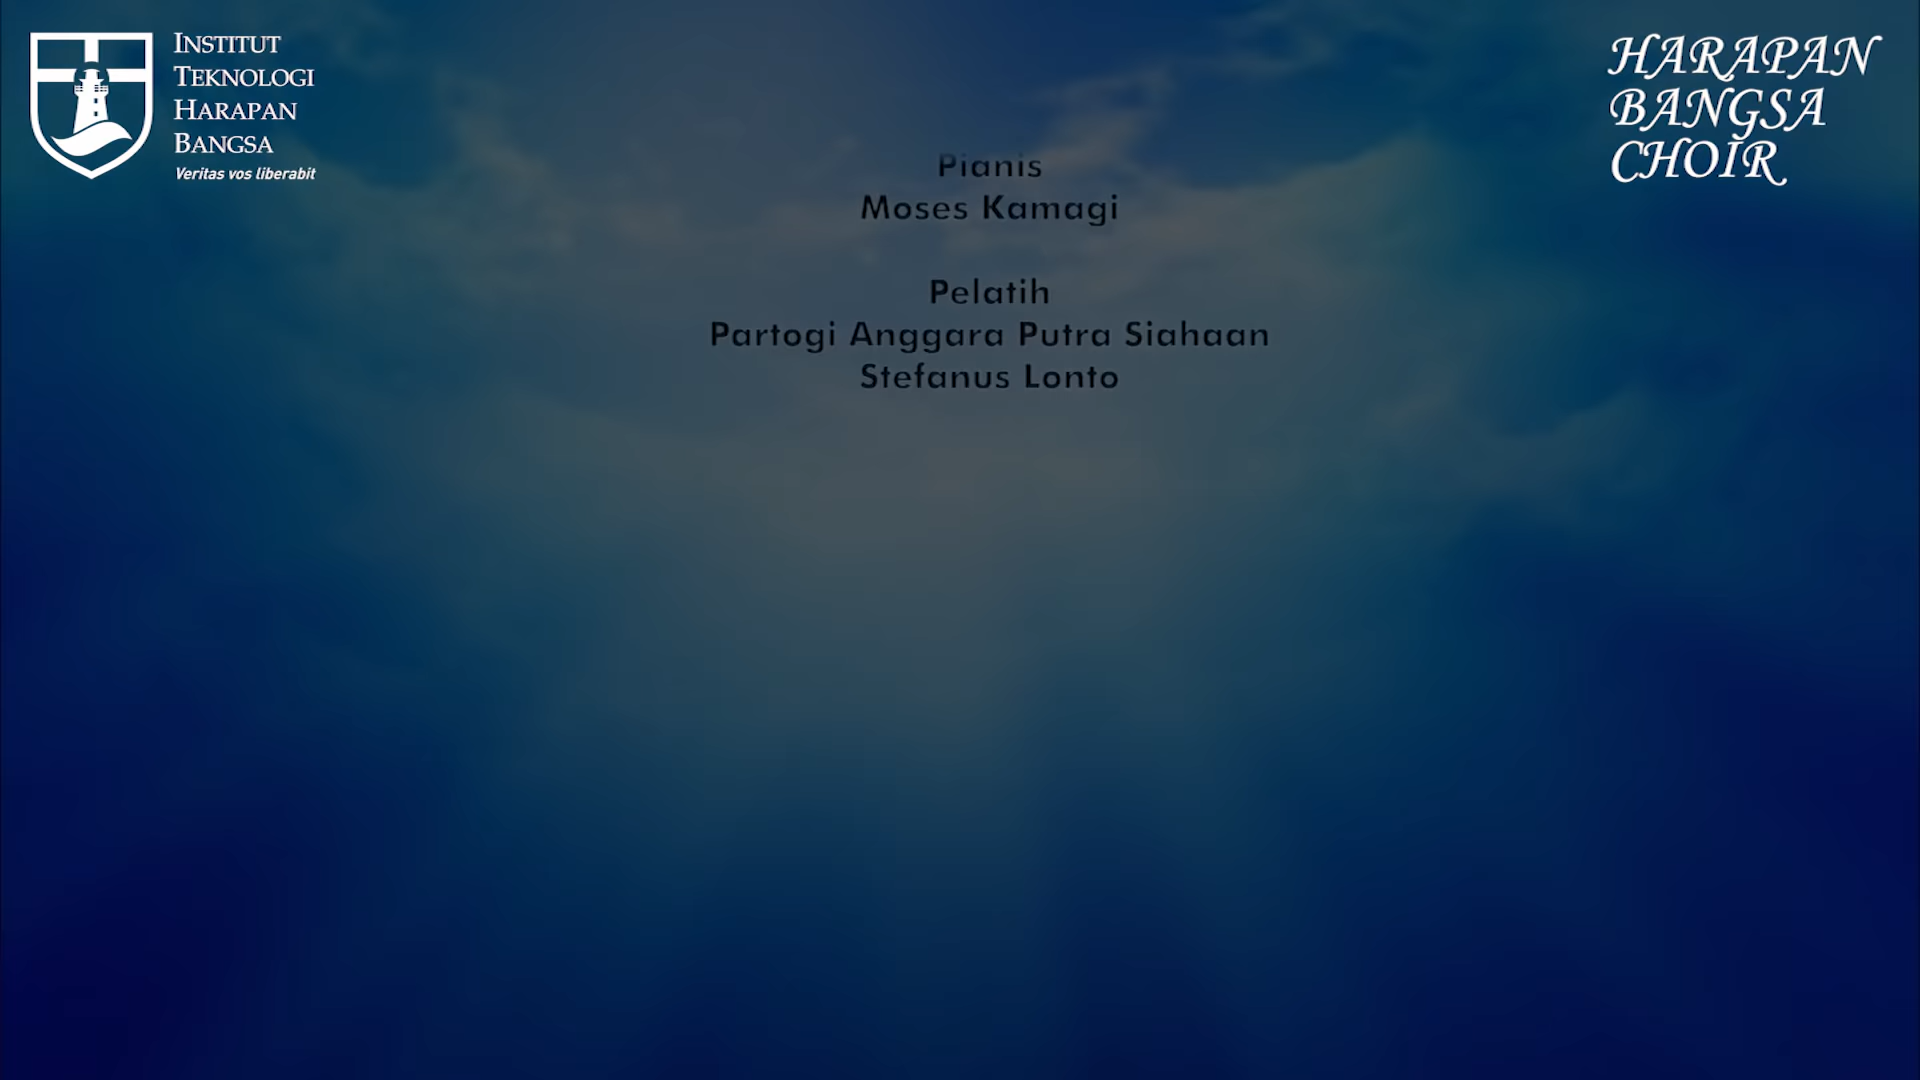 INSTITUT
TEKNOLOGI
HARAPAN
BANGSA
Veritas vos liberabit
HARAPAN
BANGSA
CHOIR
Pianis
Moses Kamagi
Pelatih
Partogi Anggara Putra Siahaan
Stefanus Lonto